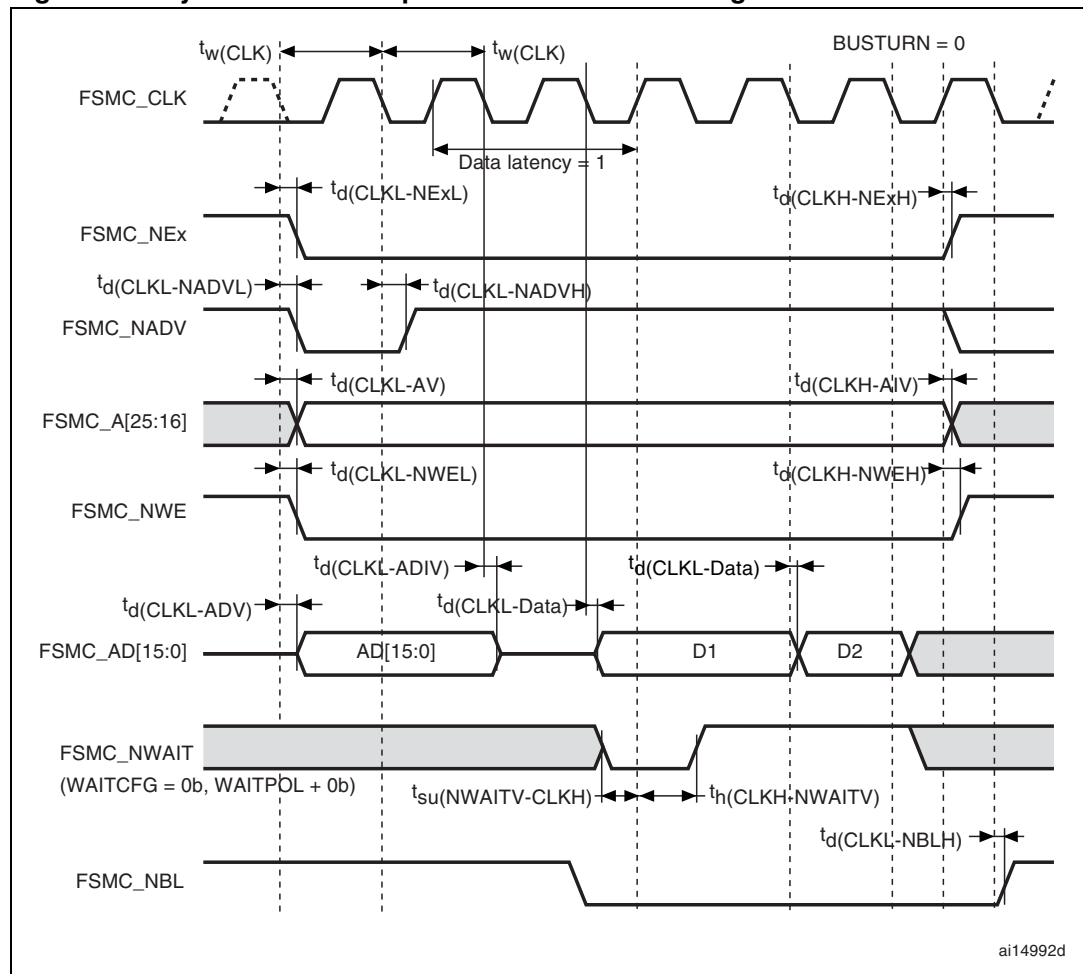 BUSTURN = 0
tw(CLK)
tw(CLK)
FSMC_CLK
Data latency = 1
td(CLKL-NExL)
td(CLKH-NExH)
FSMC_NEx
td(CLKL-NADVL)
td(CLKL-NADVH)
FSMC_NADV
td(CLKL-AV)
td(CLKH-AIV)
FSMC_A[25:16]
td(CLKL-NWEL)
td(CLKH-NWEH)
FSMC_NWE
td(CLKL-ADIV)
td(CLKL-Data)
td(CLKL-ADV)
td(CLKL-Data)
FSMC_AD[15:0]
AD[15:0]
D1
D2
FSMC_NWAIT
(WAITCFG = 0b, WAITPOL + 0b)
tsu(NWAITV-CLKH)
th(CLKH-NWAITV)
td(CLKL-NBLH)
FSMC_NBL
ai14992d